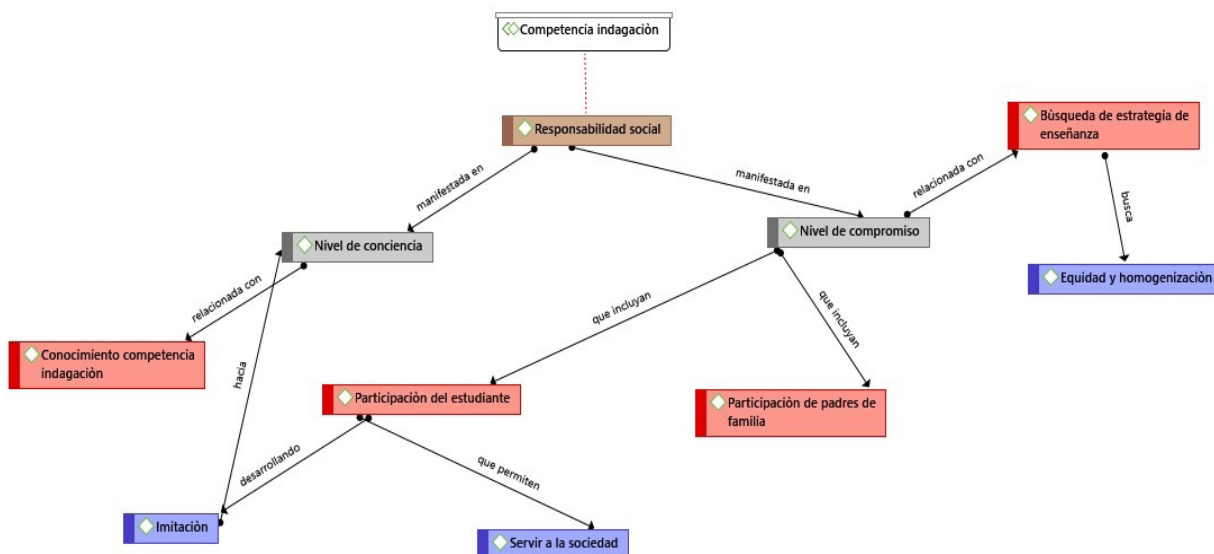 Competencia indagaciòn
Responsabilidad social
Bùsqueda de estrategia de
enseñanza
manifestada en
manifestada en
relacionada con
busca
Nivel de conciencia
Nivel de compromiso
Equidad y homogenizaciòn
relacionada con
que incluyan
que incluyan
hacia
Conocimiento competencia
indagaciòn
Participaciòn del estudiante
Participaciòn de padres de
familia
desarrollando
que permiten
Imitaciòn
Servir a la sociedad